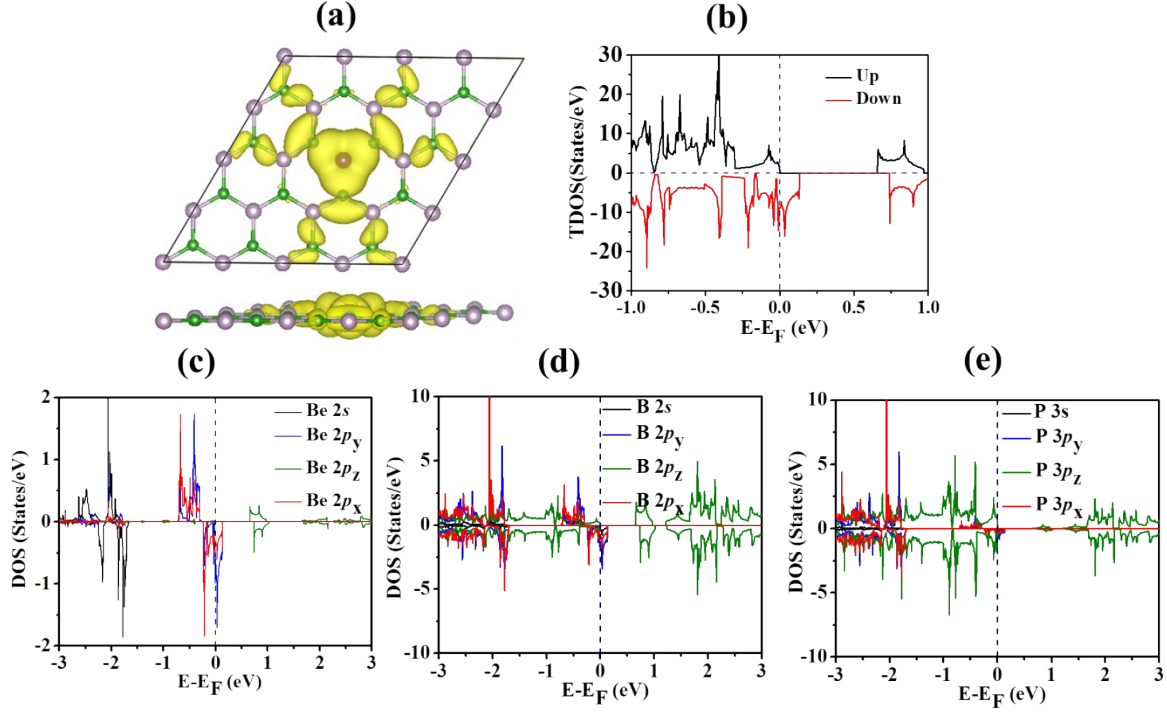 (a)
(b)
TDOS(States/eV)
30
20
10
0
-10
-20
-30
Up
Down
-1.0
-0.5
0.0
0.5
1.0
E-EF (eV)
(c)
DOS (States/eV)
2
1
0
-1
-2
Be 2s
Be 2py
Be 2pz
Be 2px
-3
-2
-1
0
1
2
3
E-EF (eV)
(d)
DOS (States/eV)
10
5
0
-5
-10
B 2s
B 2py
B 2pz
B 2px
-3
-2
-1
0
1
2
3
E-EF (eV)
(e)
DOS (States/eV)
10
5
0
-5
-10
P 3s
P 3py
P 3pz
P 3px
-3
-2
-1
0
1
2
3
E-EF (eV)